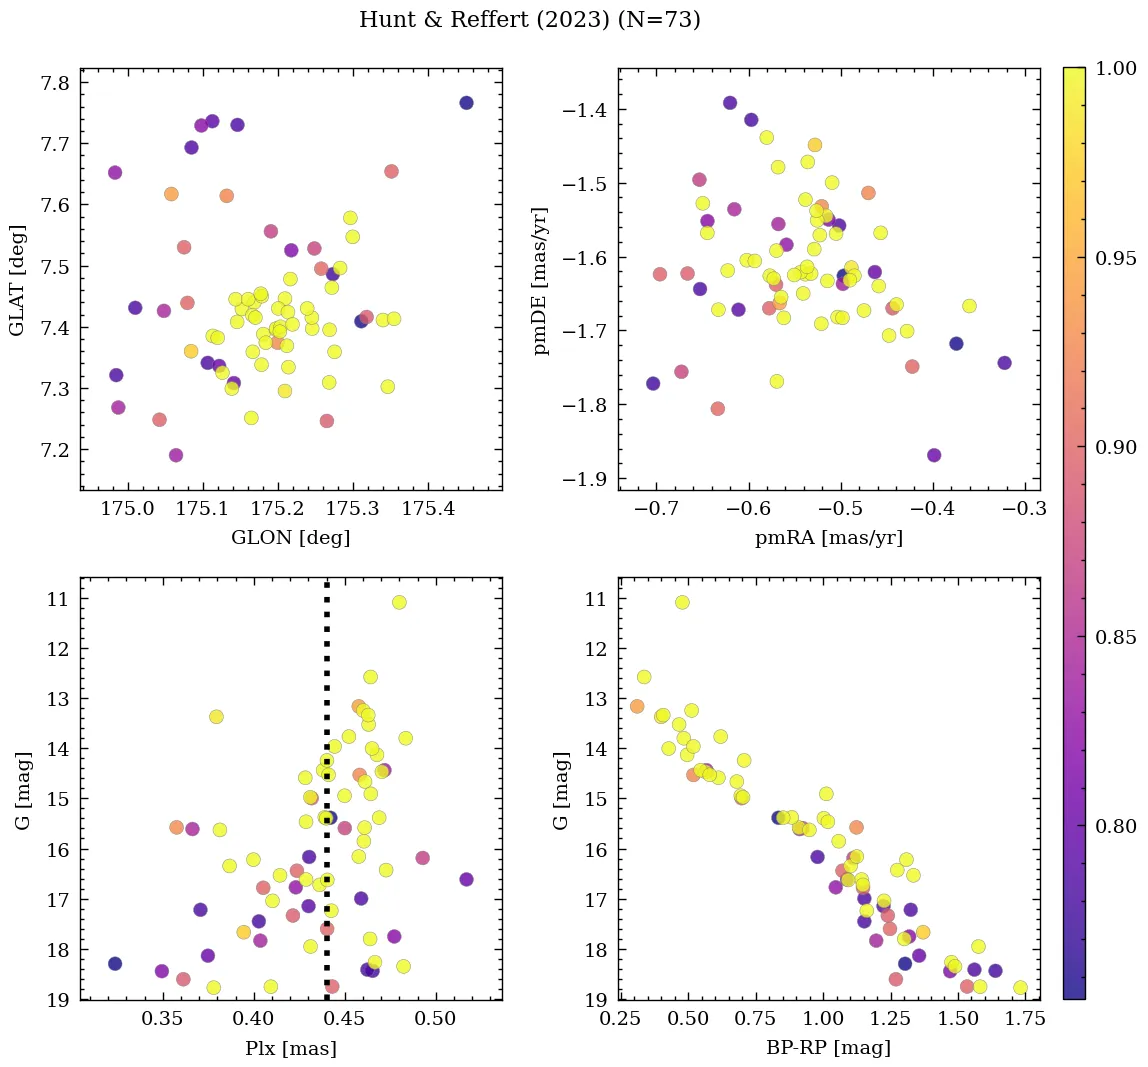 Hunt & Reffert (2023) (N=73)
7.8
7.7
7.6
7.5
7.4
7.3
7.2
GLAT [deg]
175.0 175.1 175.2 175.3 175.4
GLON [deg]
−1.4
−1.5
−1.6
−1.7
−1.8
−1.9
pmDE [mas/yr]
−0.7 −0.6 −0.5 −0.4 −0.3
pmRA [mas/yr]
11
12
13
14
15
16
17
18
19
G [mag]
0.35 0.40 0.45 0.50
Plx [mas]
11
12
13
14
15
16
17
18
19
G [mag]
0.25 0.50 0.75 1.00 1.25 1.50 1.75
BP-RP [mag]
1.00
0.95
0.90
0.85
0.80